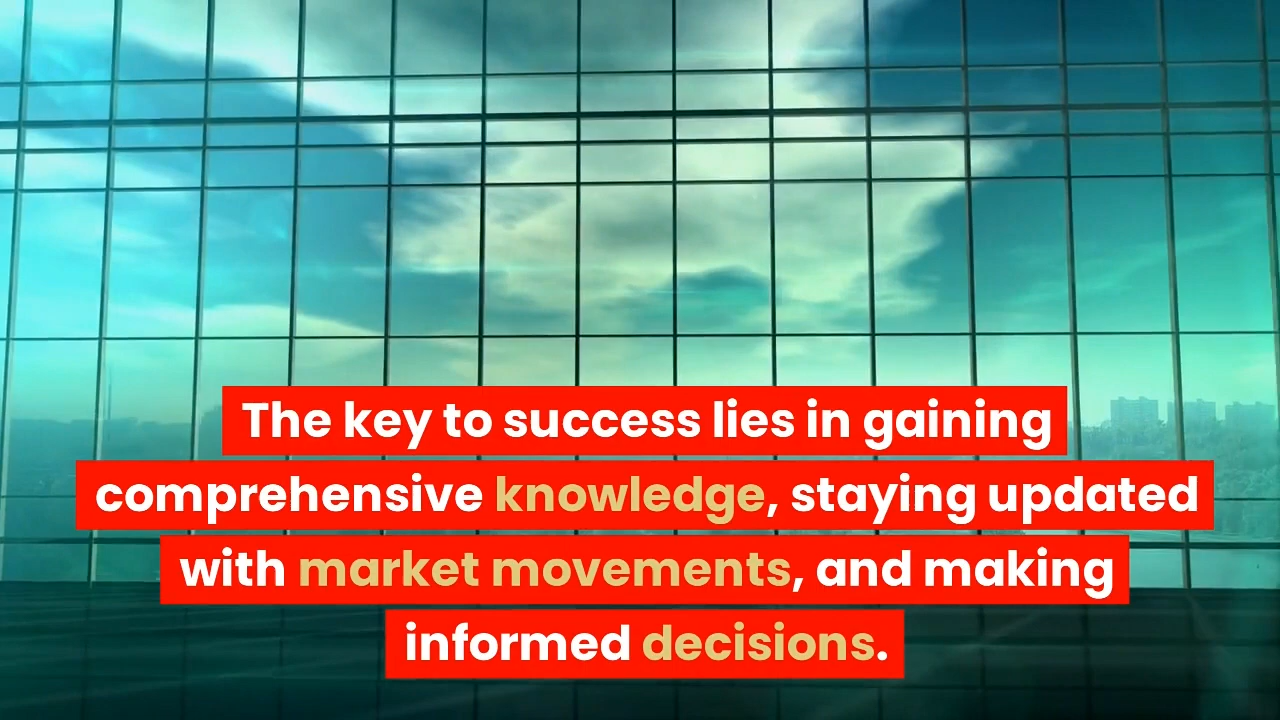 The key to success lies in gaining
comprehensive knowledge, staying updated
with market movements, and making
informed decisions.